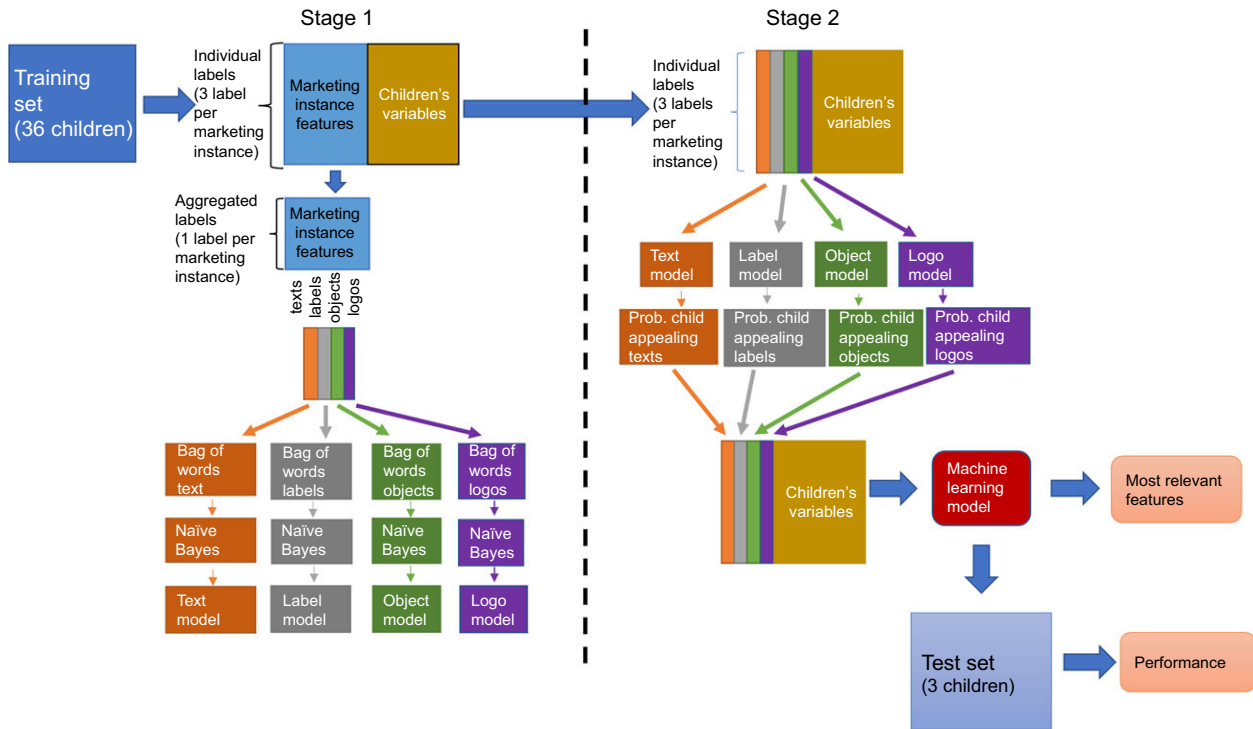 Stage 1
Training
set
(36 children)
Individual
labels
(3 label
per
marketing
instance)
Marketing
instance
features
Children's
variables
Aggregated
labels
(1 label per
marketing
instance)
Marketing
instance
features
texts
labels
objects
logos
Bag of
words
text
Bag of
words
labels
Bag of
words
objects
Bag of
words
logos
Naïve
Bayes
Naïve
Bayes
Naïve
Bayes
Naïve
Bayes
Text
model
Label
model
Object
model
Logo
model
Stage 2
Individual
labels (3
labels per
marketing
instance)
Children's
variables
Text
model
Label
model
Object
model
Logo
model
Prob. child
appealing
texts
Prob. child
appealing
labels
Prob. child
appealing
objects
Prob. child
appealing
logos
Children's
variables
Machine
learning
model
Most relevant
features
Test set
(3 children)
Performance